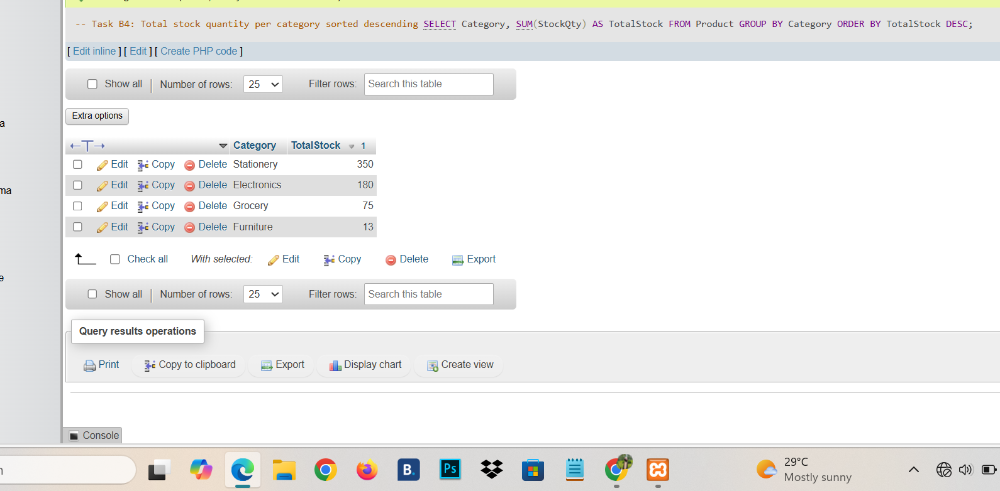 -- Task B4: Total stock quantity per category sorted descending SELECT Category, SUM(StockQty) AS TotalStock FROM Product GROUP BY Category ORDER BY TotalStock DESC;
[ Edit inline ] [ Edit ] [ Create PHP code ]
Show all | Number of rows: 25 Filter rows: Search this table
Extra options
a
←T→ Category TotalStock 1
Edit Copy Delete Stationery 350
Edit Copy Delete Electronics 180
ma
Edit Copy Delete Grocery 75
Edit Copy Delete Furniture 13
Check all With selected: Edit Copy Delete Export
e
Show all | Number of rows: 25 Filter rows: Search this table
Query results operations
Print Copy to clipboard Export Display chart Create view
Console
B.
Ps
29°C
Mostly sunny